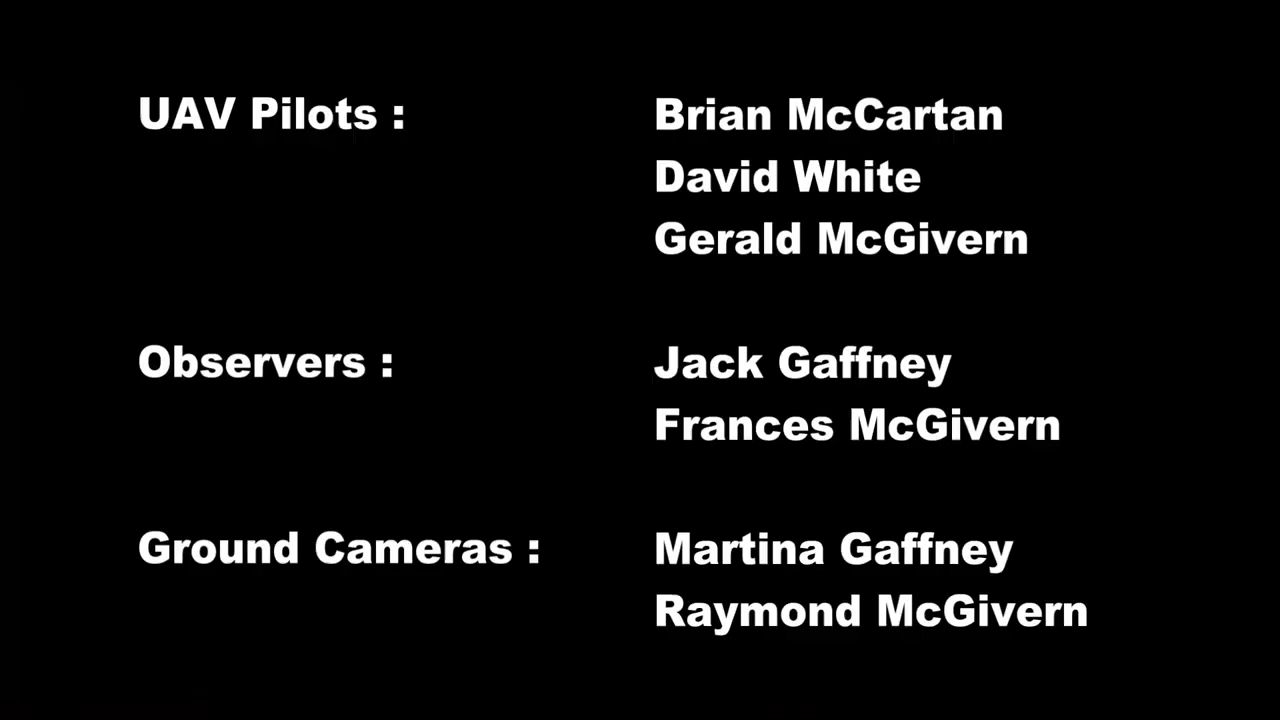 UAV Pilots : Brian McCartan
David White
Gerald McGivern
Observers : Jack Gaffney
Frances McGivern
Ground Cameras : Martina Gaffney
Raymond McGivern